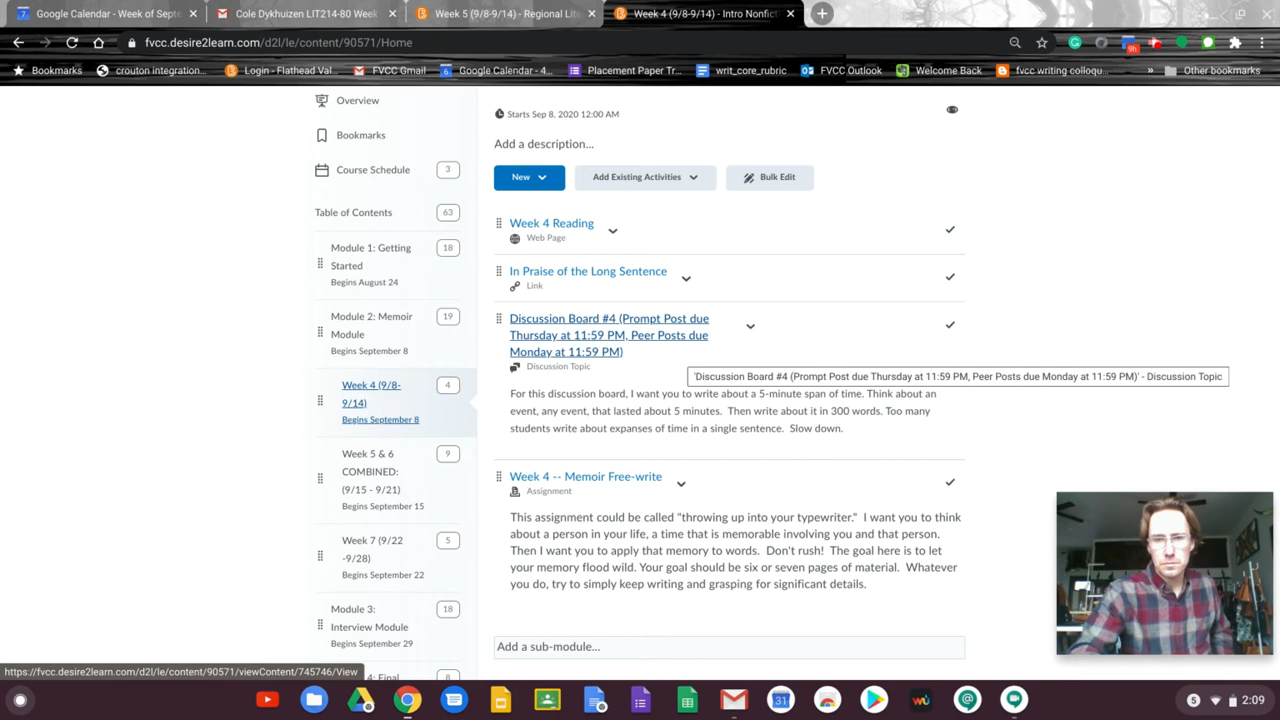 Google Calendar - Week of Septe
Cole Dykhuizen LIT214-80 Week
Week 5 (9/8-9/14) - Regional Lite
Week 4 (9/8-9/14) - Intro Nonfict
fvcc.desire2learn.com/d2l/le/content/90571/Home
9h
Bookmarks
crouton integration...
Login - Flathead Val...
FVCC Gmail
Google Calendar - 4...
Placement Paper Tr...
writ_core_rubric
FVCC Outlook
Welcome Back
fvcc writing colloqu...
»
Other bookmarks
Overview
Bookmarks
Course Schedule
3
Table of Contents
63
Module 1: Getting
Started
Begins August 24
18
Module 2: Memoir
Module
Begins September 8
19
Week 4 (9/8-
9/14)
Begins September 8
4
Week 5 & 6
COMBINED:
(9/15 - 9/21)
Begins September 15
9
Week 7 (9/22
-9/28)
Begins September 22
5
Module 3:
Interview Module
Begins September 29
18
4: Final
Starts Sep 8, 2020 12:00 AM
Add a description...
New
Add Existing Activities
Bulk Edit
Week 4 Reading
Web Page
In Praise of the Long Sentence
Link
Discussion Board #4 (Prompt Post due
Thursday at 11:59 PM, Peer Posts due
Monday at 11:59 PM)
Discussion Topic
'Discussion Board #4 (Prompt Post due Thursday at 11:59 PM, Peer Posts due Monday at 11:59 PM)' - Discussion Topic
For this discussion board, I want you to write about a 5-minute span of time. Think about an
event, any event, that lasted about 5 minutes. Then write about it in 300 words. Too many
students write about expanses of time in a single sentence. Slow down.
Week 4 -- Memoir Free-write
Assignment
This assignment could be called "throwing up into your typewriter." I want you to think
about a person in your life, a time that is memorable involving you and that person.
Then I want you to apply that memory to words. Don't rush! The goal here is to let
your memory flood wild. Your goal should be six or seven pages of material. Whatever
you do, try to simply keep writing and grasping for significant details.
Add a sub-module...
https://fvcc.desire2learn.com/d2l/le/content/90571/viewContent/745746/View
5
2:09